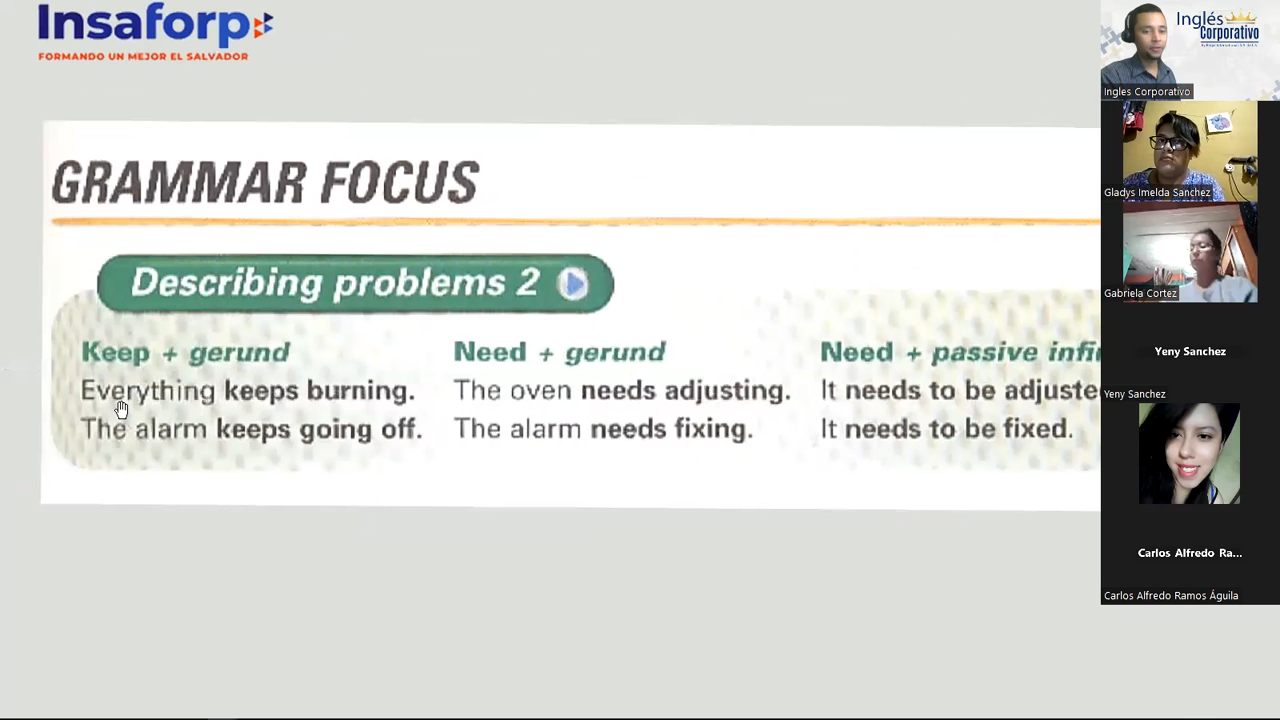 Insaforp
FORMANDO UN MEJOR EL SALVADOR
GRAMMAR FOCUS
Describing problems 2
Keep + gerund
Everything keeps burning.
The alarm keeps going off.
Need + gerund
The oven needs adjusting.
The alarm needs fixing.
Need + passive infi
It needs to be adjuste
It needs to be fixed.
Inglés
Corporativo
Ingles Corporativo
Gladys Imelda Sanchez
Gabriela Cortez
Yeny Sanchez
Yeny Sanchez
Carlos Alfredo Ra...
Carlos Alfredo Ramos Águila